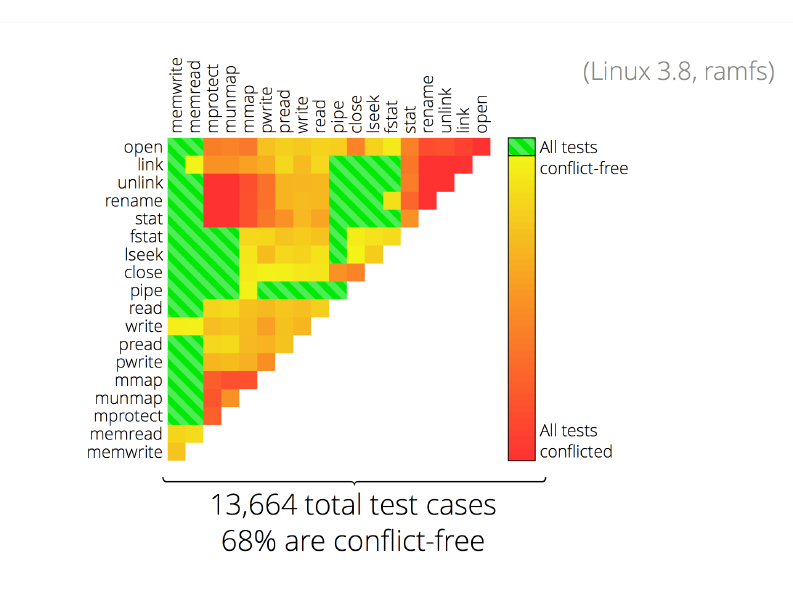 (Linux 3.8, ramfs)
memwrite
memread
mprotect
munmap
mmap
pwrite
pread
write
read
pipe
close
lseek
fstat
stat
rename
unlink
link
open
open
link
unlink
rename
stat
fstat
lseek
close
pipe
read
write
pread
pwrite
mmap
munmap
mprotect
memread
memwrite
All tests
conflict-free
All tests
conflicted
13,664 total test cases
68% are conflict-free